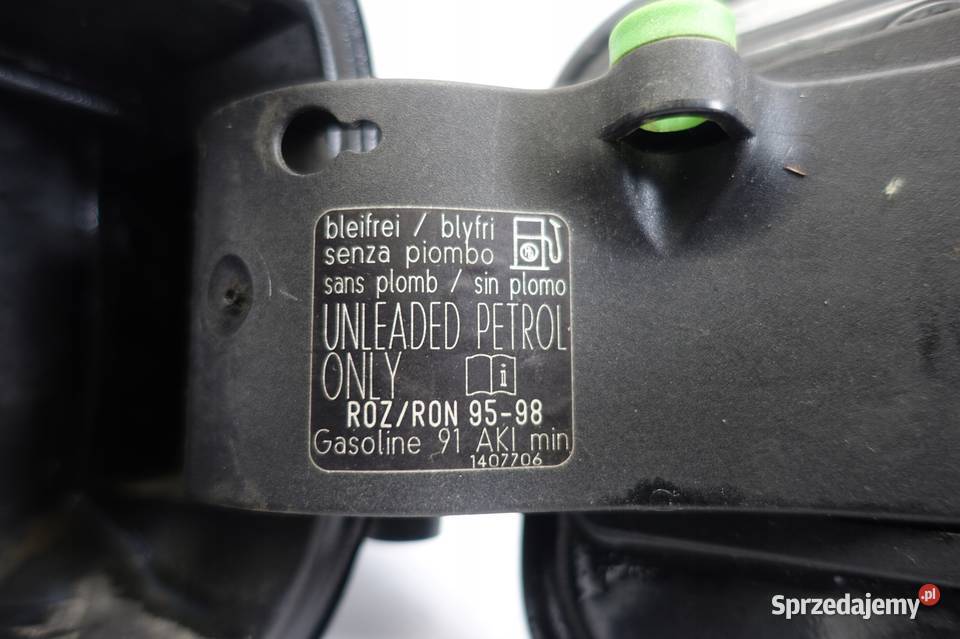 bleifrei / blyfri
senza piombo
sans plomb / sin plomo
UNLEADED PETROL
ONLY
i
ROZ/RON 95-98
Gasoline 91 AKI min
1407706
Sprzedajemy.pl